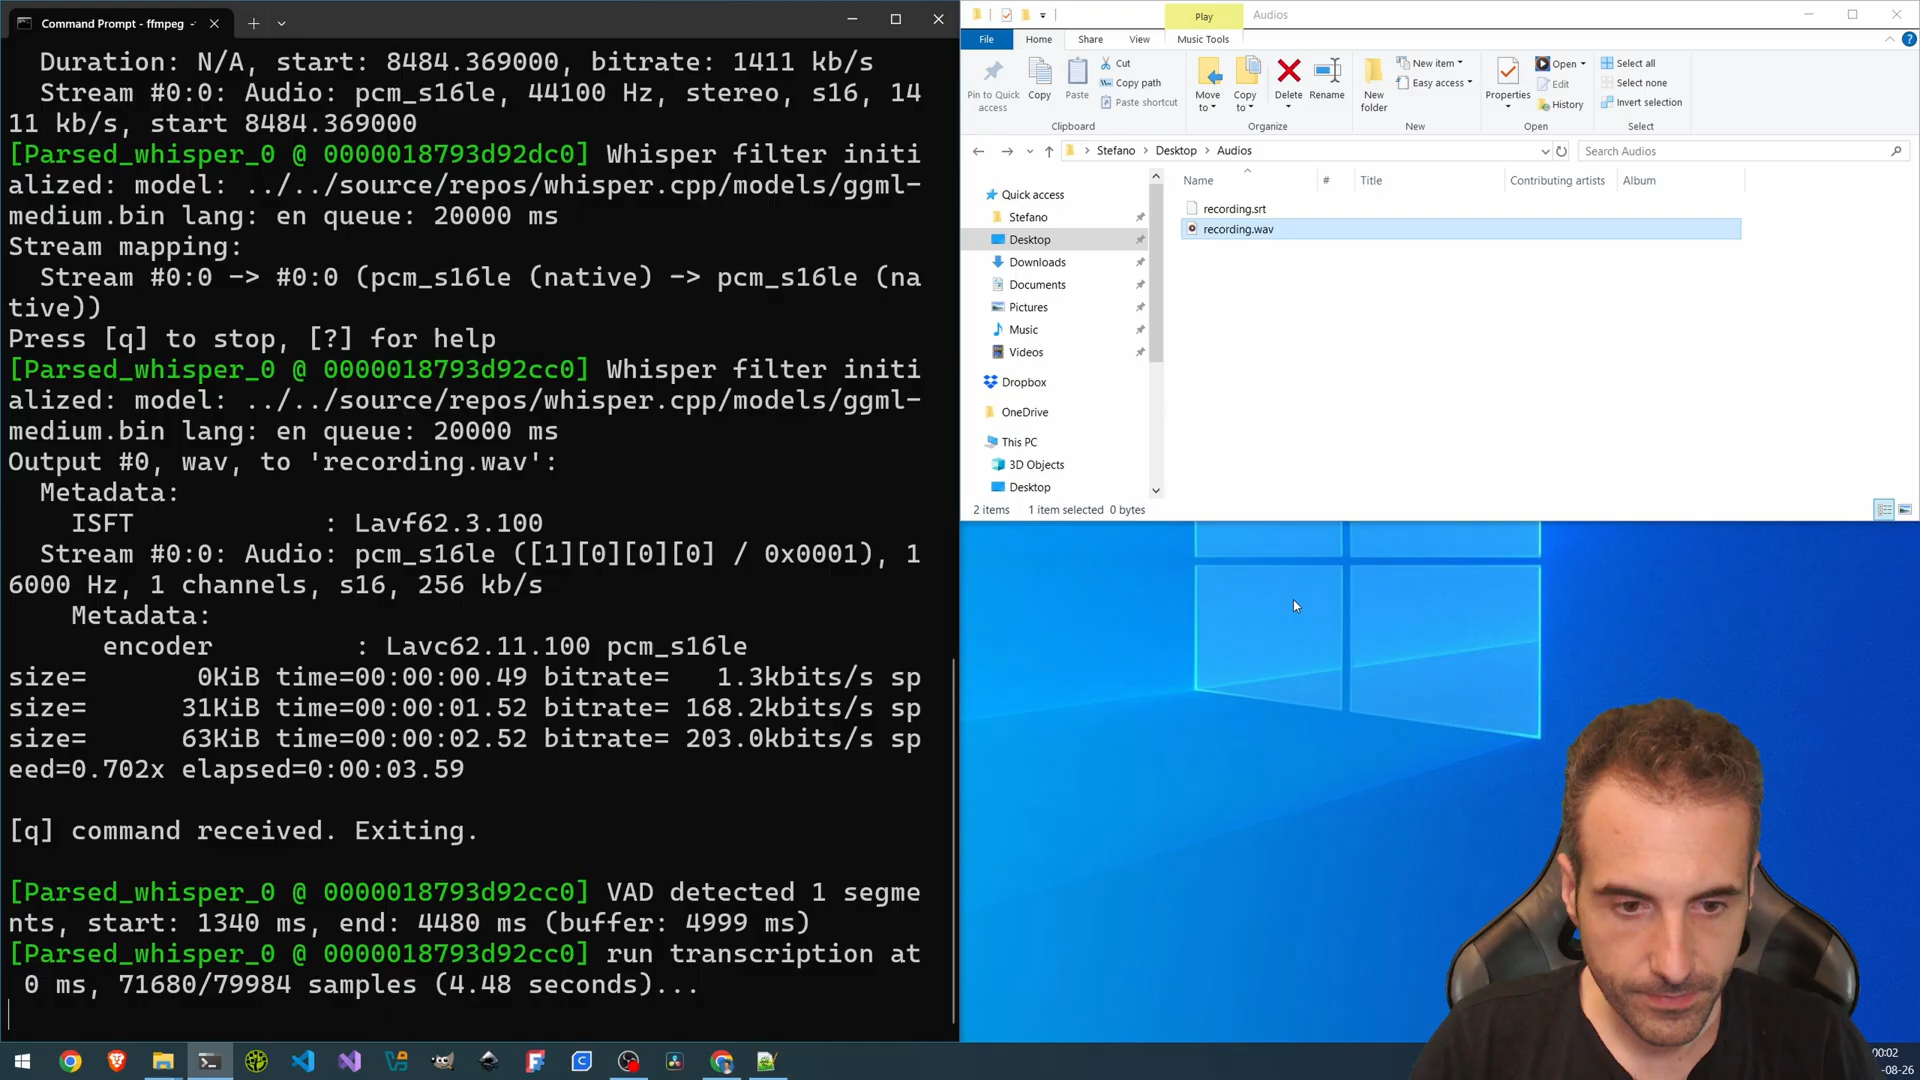 Command Prompt - ffmpeg -
Duration: N/A, start: 8484.369000, bitrate: 1411 kb/s
Stream #0:0: Audio: pcm_s16le, 44100 Hz, stereo, s16, 14
11 kb/s, start 8484.369000
[Parsed_whisper_0 @ 0000018793d92dc0] Whisper filter initi
alized: model: ../../source/repos/whisper.cpp/models/ggml-
medium.bin lang: en queue: 20000 ms
Stream mapping:
Stream #0:0 -> #0:0 (pcm_s16le (native) -> pcm_s16le (na
tive))
Press [q] to stop, [?] for help
[Parsed_whisper_0 @ 0000018793d92cc0] Whisper filter initi
alized: model: ../../source/repos/whisper.cpp/models/ggml-
medium.bin lang: en queue: 20000 ms
Output #0, wav, to 'recording.wav':
Metadata:
ISFT : Lavf62.3.100
Stream #0:0: Audio: pcm_s16le ([1][0][0][0] / 0x0001), 1
6000 Hz, 1 channels, s16, 256 kb/s
Metadata:
encoder : Lavc62.11.100 pcm_s16le
size= 0KiB time=00:00:00.49 bitrate= 1.3kbits/s sp
size= 31KiB time=00:00:01.52 bitrate= 168.2kbits/s sp
size= 63KiB time=00:00:02.52 bitrate= 203.0kbits/s sp
eed=0.702x elapsed=0:00:03.59
[q] command received. Exiting.
[Parsed_whisper_0 @ 0000018793d92cc0] VAD detected 1 segme
nts, start: 1340 ms, end: 4480 ms (buffer: 4999 ms)
[Parsed_whisper_0 @ 0000018793d92cc0] run transcription at
0 ms, 71680/79984 samples (4.48 seconds)...
Play Audios
File Home Share View Music Tools
Pin to Quick access
Copy
Paste
Cut
Copy path
Paste shortcut
Clipboard
Move to
Copy to
Delete
Rename
Organize
New folder
New item
Easy access
New
Properties
Open
Edit
History
Open
Select all
Select none
Invert selection
Select
Stefano > Desktop > Audios
Search Audios
Name # Title Contributing artists Album
recording.srt
recording.wav
Quick access
Stefano
Desktop
Downloads
Documents
Pictures
Music
Videos
Dropbox
OneDrive
This PC
3D Objects
Desktop
2 items 1 item selected 0 bytes
00:02
-08-26